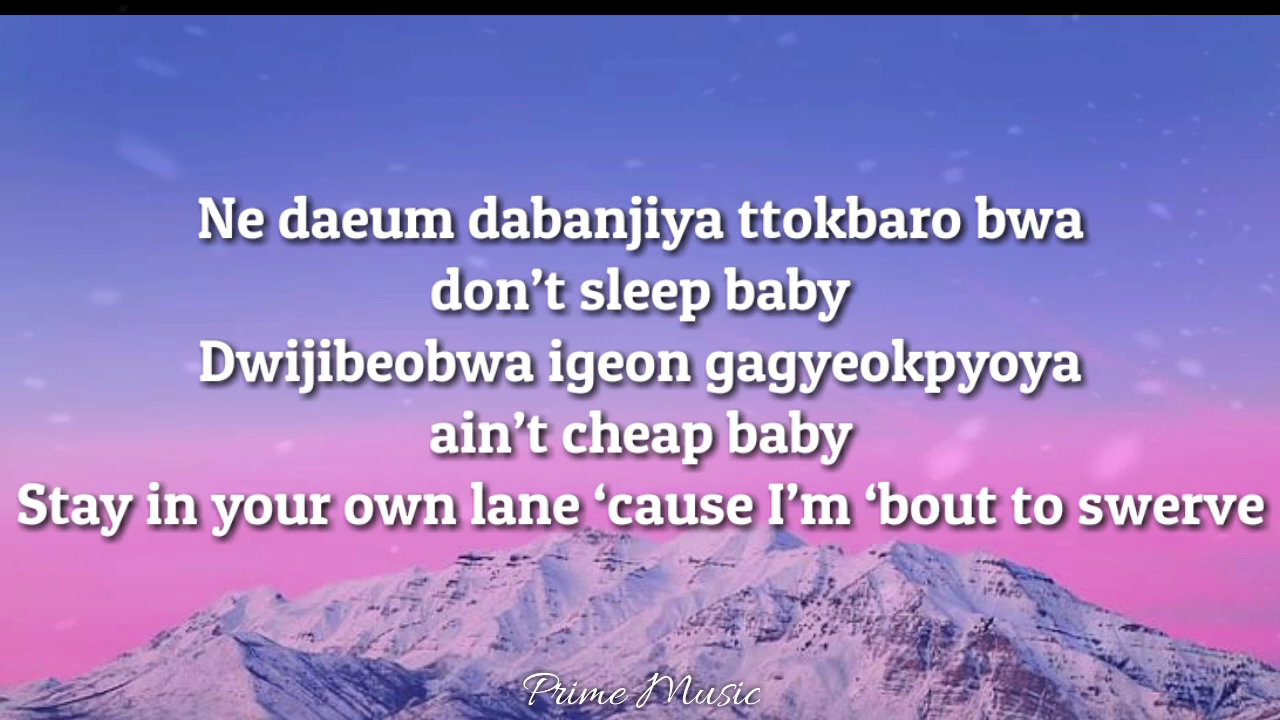 Ne daeum dabanjiya ttokbaro bwa
don’t sleep baby
Dwijibeobwa igeon gagyeokpyoya
ain’t cheap baby
Stay in your own lane ‘cause I’m ‘bout to swerve
Prime Music